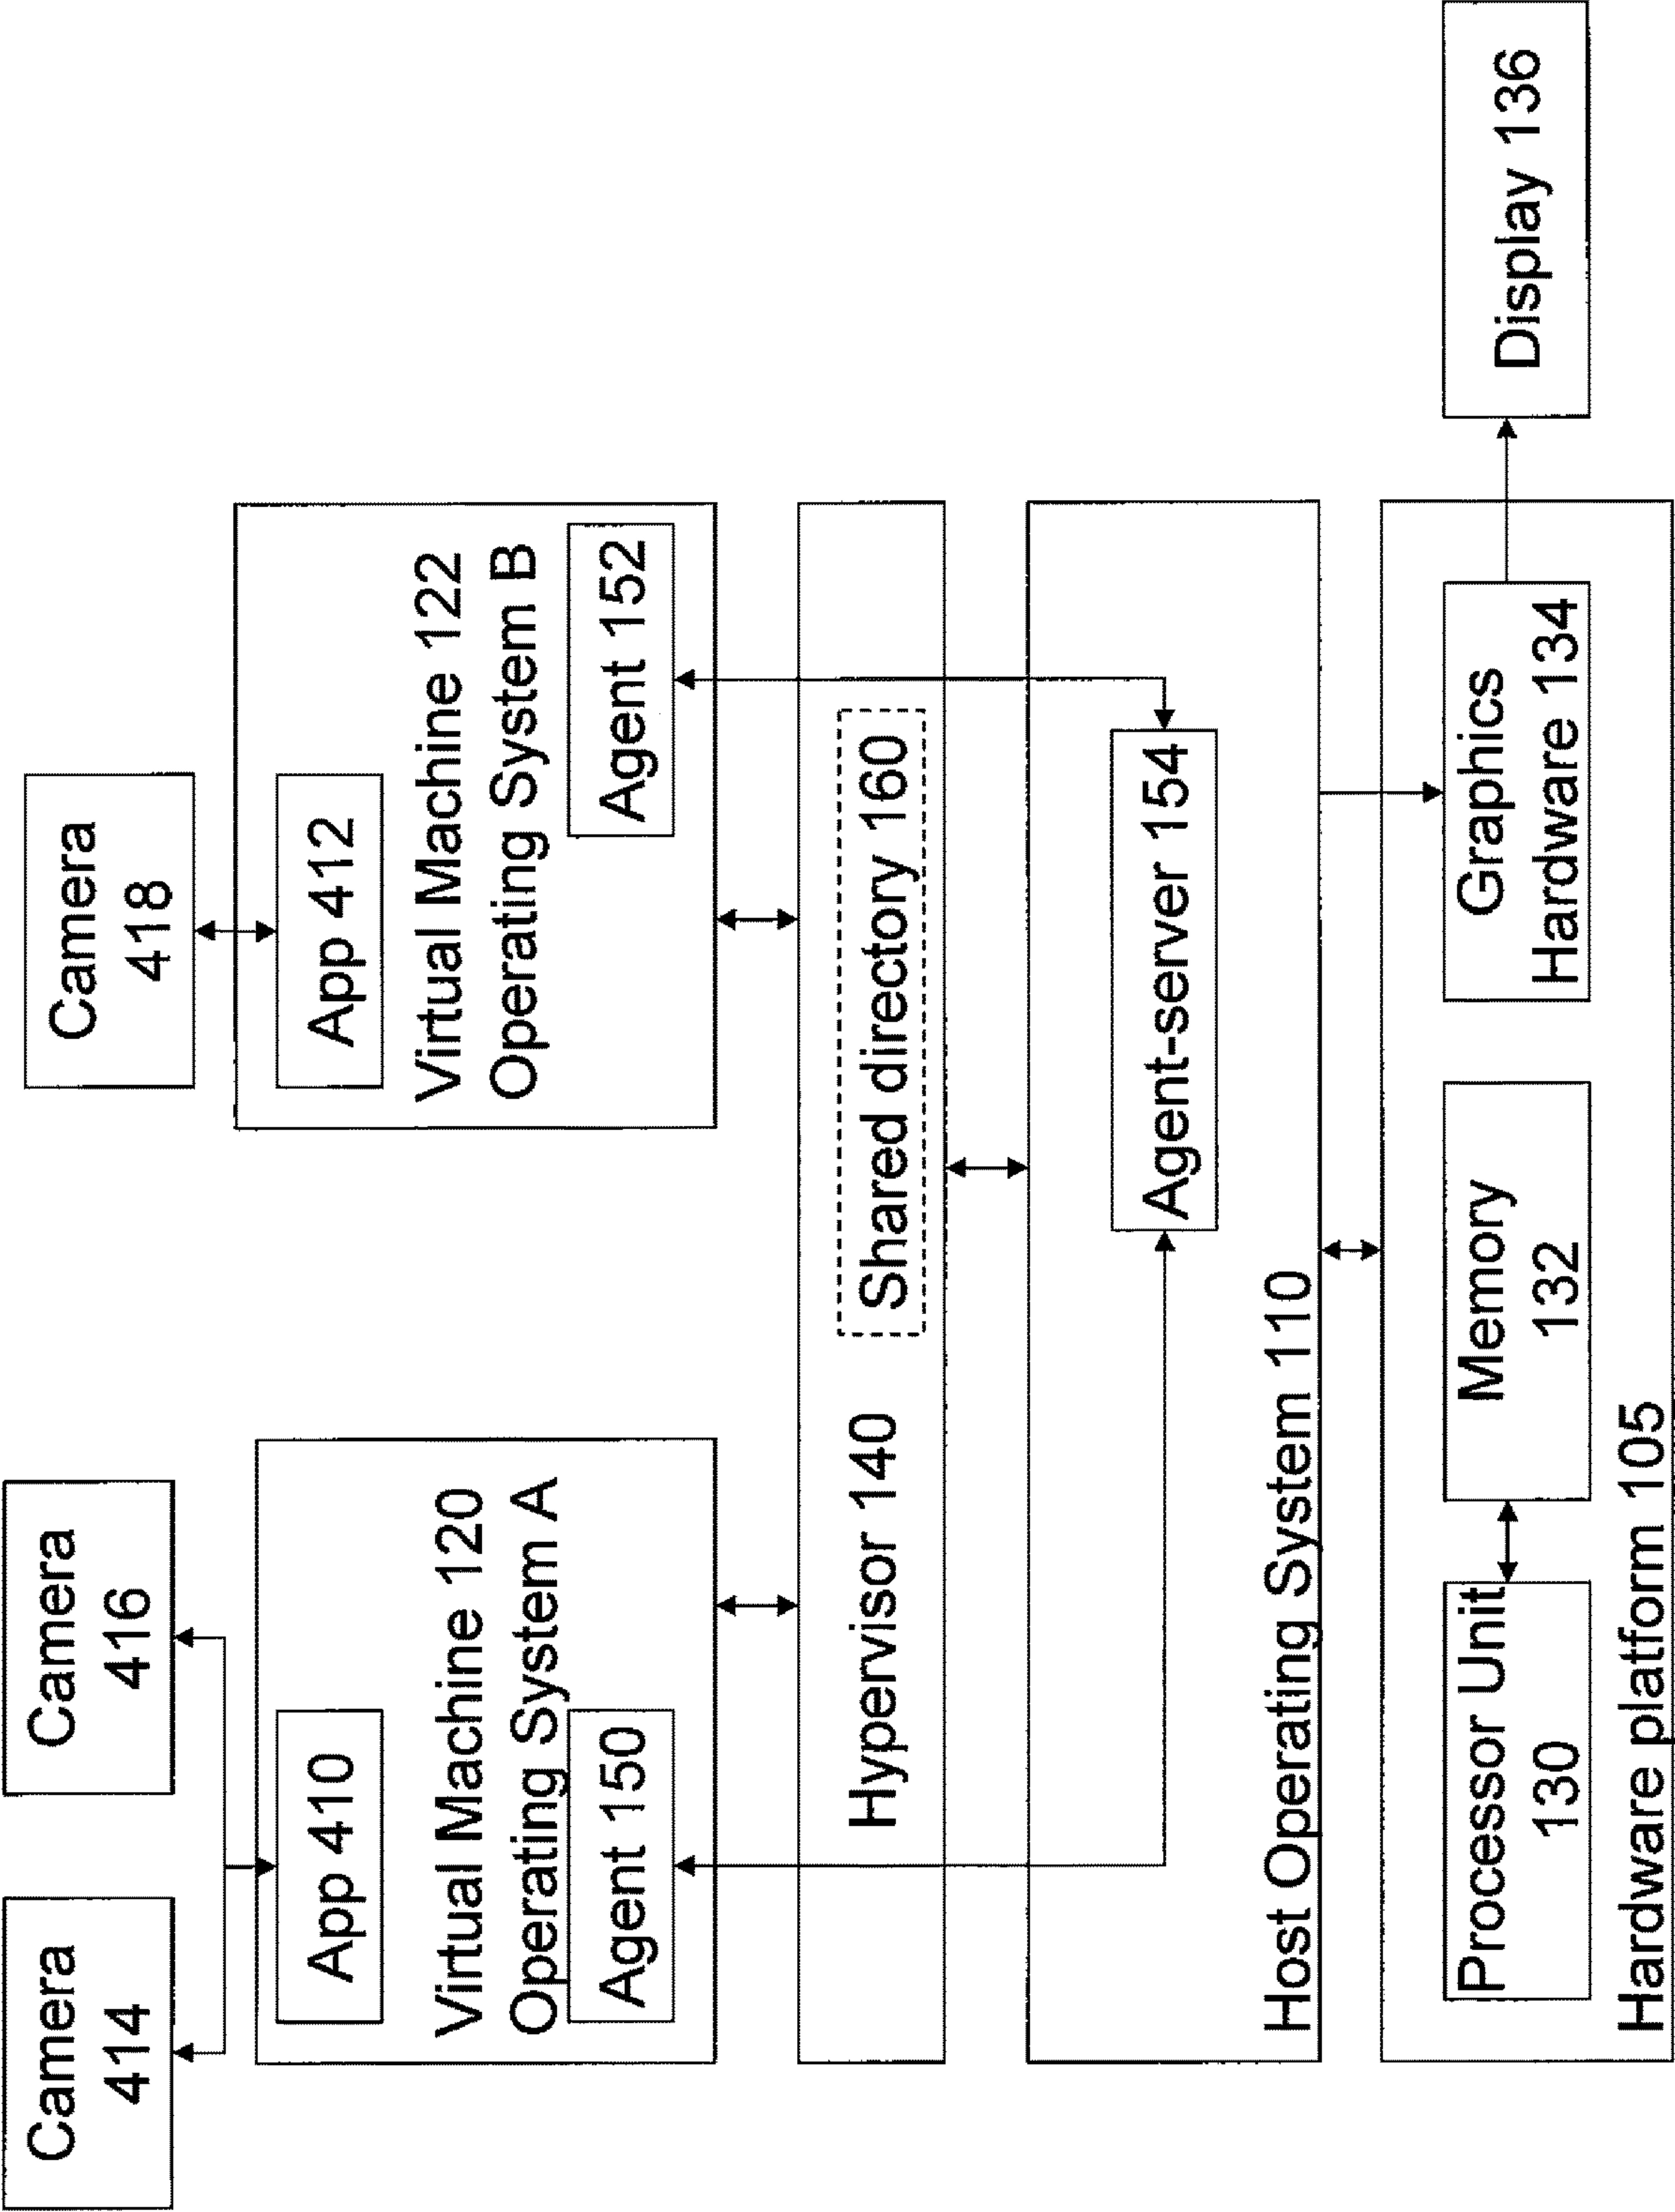 Camera
414
Camera
416
Camera
418
App 410
Virtual Machine 120
Operating System A
Agent 150
App 412
Virtual Machine 122
Operating System B
Agent 152
Hypervisor 140
Shared directory 160
Agent-server 154
Host Operating System 110
Processor Unit
130
Memory
132
Graphics
Hardware 134
Hardware platform 105
Display 136